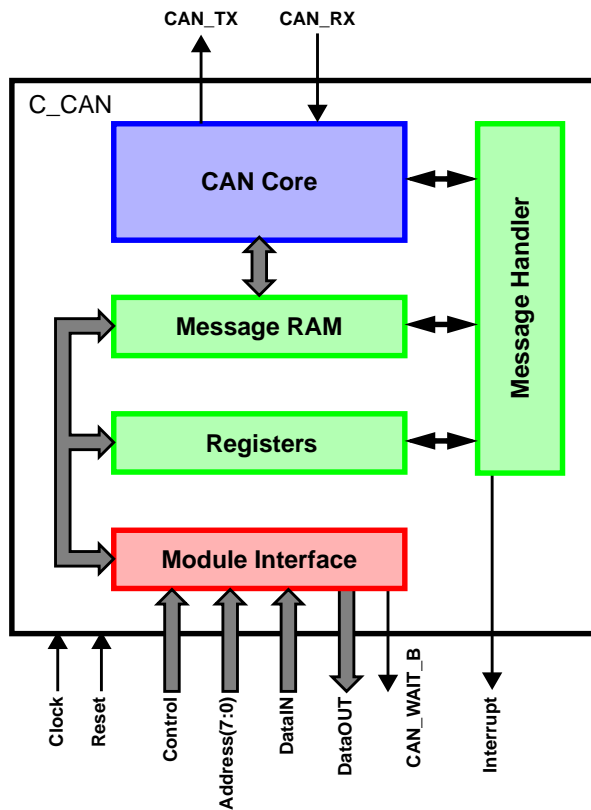 CAN_TX
CAN_RX
C_CAN
CAN Core
Message Handler
Message RAM
Registers
Module Interface
Clock
Reset
Control
Address(7:0)
DataIN
DataOUT
CAN_WAIT_B
Interrupt